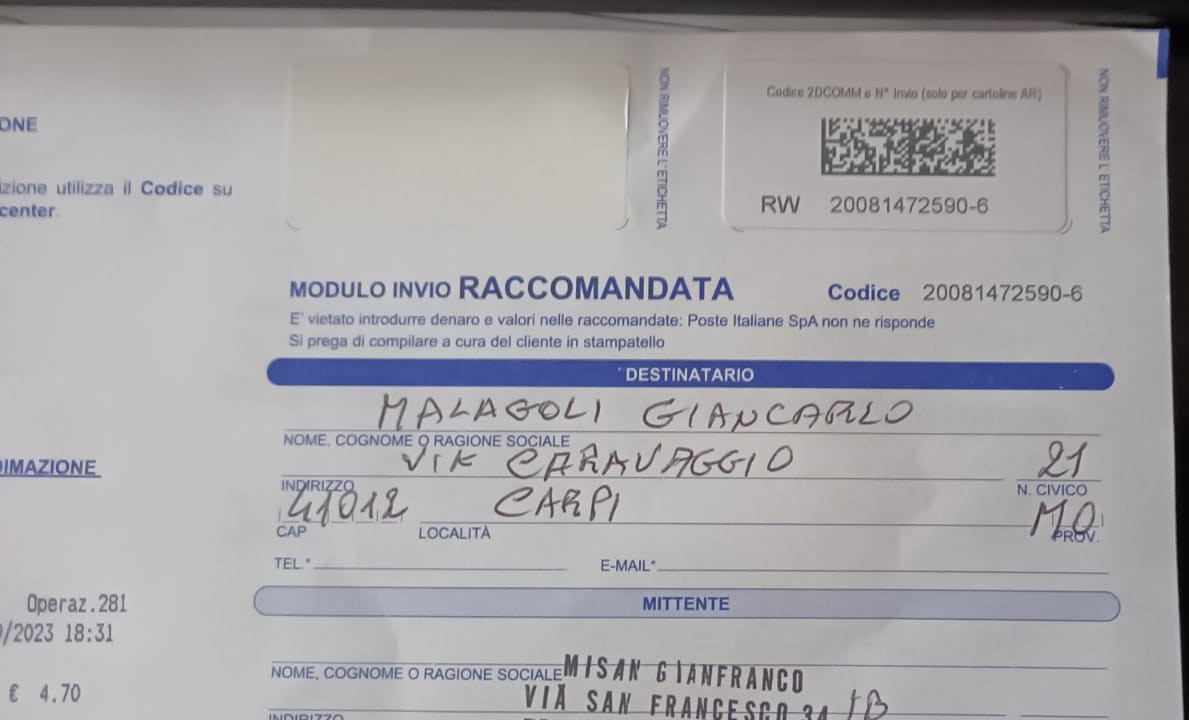 ONE
izione utilizza il Codice su
center.
NON RIMUOVERE L'ETICHETTA
Codice 2DCOMM e N° Invio (solo per cartoline AR)
RW 20081472590-6
NON RIMUOVERE L'ETICHETTA
MODULO INVIO RACCOMANDATA Codice 20081472590-6
E' vietato introdurre denaro e valori nelle raccomandate: Poste Italiane SpA non ne risponde
Si prega di compilare a cura del cliente in stampatello
DESTINATARIO
MALAGOLI GIANCARLO
NOME, COGNOME O RAGIONE SOCIALE
VIA CARAVAGGIO 21
INDIRIZZO N. CIVICO
41012 CARPI MO
CAP LOCALITÀ PROV.
TEL.* E-MAIL*
DIMAZIONE
MITTENTE
Operaz.281
/2023 18:31
€ 4.70
NOME, COGNOME O RAGIONE SOCIALE MISAN GIANFRANCO
VIA SAN FRANCESCO 34
INDIRIZZO